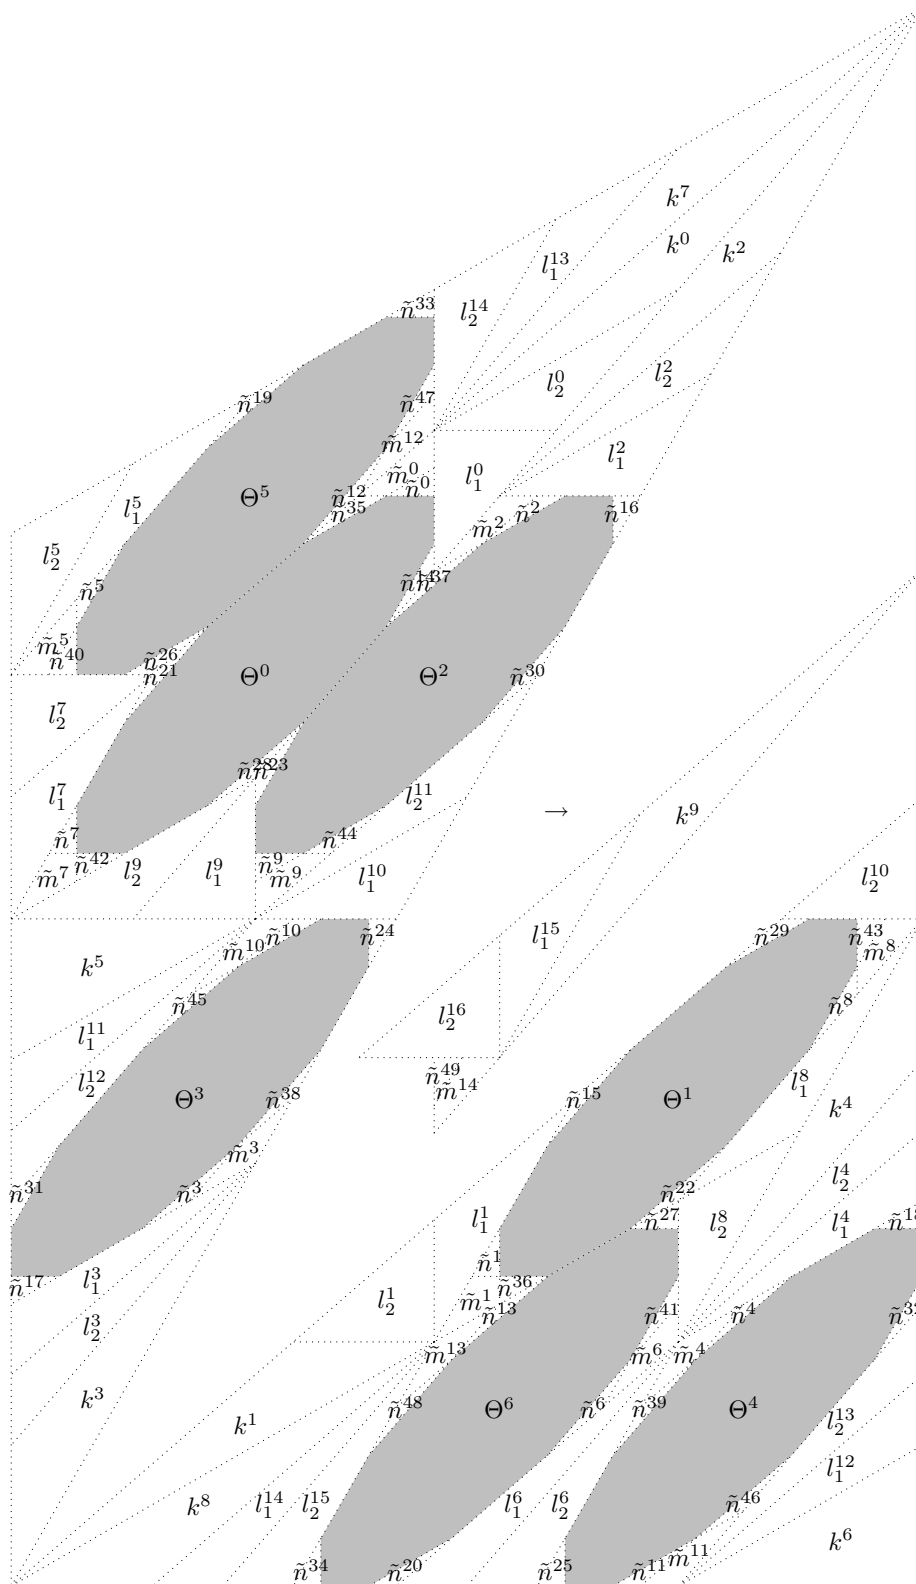 k^7
k^0
k^2
l_1^{13}
ñ^{33}
l_2^{14}
l_2^2
l_2^0
ñ^{19}
ñ^{47}
m̃^{12}
l_1^2
m̃^0
l_1^0
ñ^0
Θ^5
ñ^{12}
l_1^5
ñ^{35}
ñ^2
ñ^{16}
m̃^2
l_2^5
ñ^{14}
ñ^{37}
ñ^5
m̃^5
ñ^{40}
ñ^{26}
ñ^{21}
Θ^0
Θ^2
ñ^{30}
l_2^7
ñ^{28}
ñ^{23}
l_1^7
l_2^{11}
→
k^9
ñ^7
ñ^{44}
m̃^7
ñ^{42}
l_2^9
l_1^9
ñ^9
m̃^9
l_1^{10}
l_2^{10}
ñ^{10}
ñ^{24}
l_1^{15}
ñ^{29}
ñ^{43}
m̃^{10}
m̃^8
k^5
ñ^{45}
l_2^{16}
ñ^8
l_1^{11}
ñ^{49}
l_2^{12}
m̃^{14}
l_1^8
Θ^3
ñ^{38}
ñ^{15}
Θ^1
k^4
m̃^3
l_2^4
ñ^{31}
ñ^3
ñ^{22}
l_1^1
ñ^{27}
l_2^8
l_1^4
ñ^1
ñ^{17}
l_1^3
ñ^{36}
l_2^1
m̃^1
ñ^{13}
l_2^3
ñ^{41}
ñ^4
ñ^{32}
m̃^{13}
m̃^6
m̃^4
k^3
k^1
ñ^{48}
Θ^6
ñ^6
ñ^{39}
Θ^4
l_2^{13}
l_1^{12}
k^8
l_1^{14}
l_2^{15}
l_1^6
l_2^6
ñ^{46}
k^6
m̃^{11}
ñ^{34}
ñ^{20}
ñ^{25}
ñ^{11}